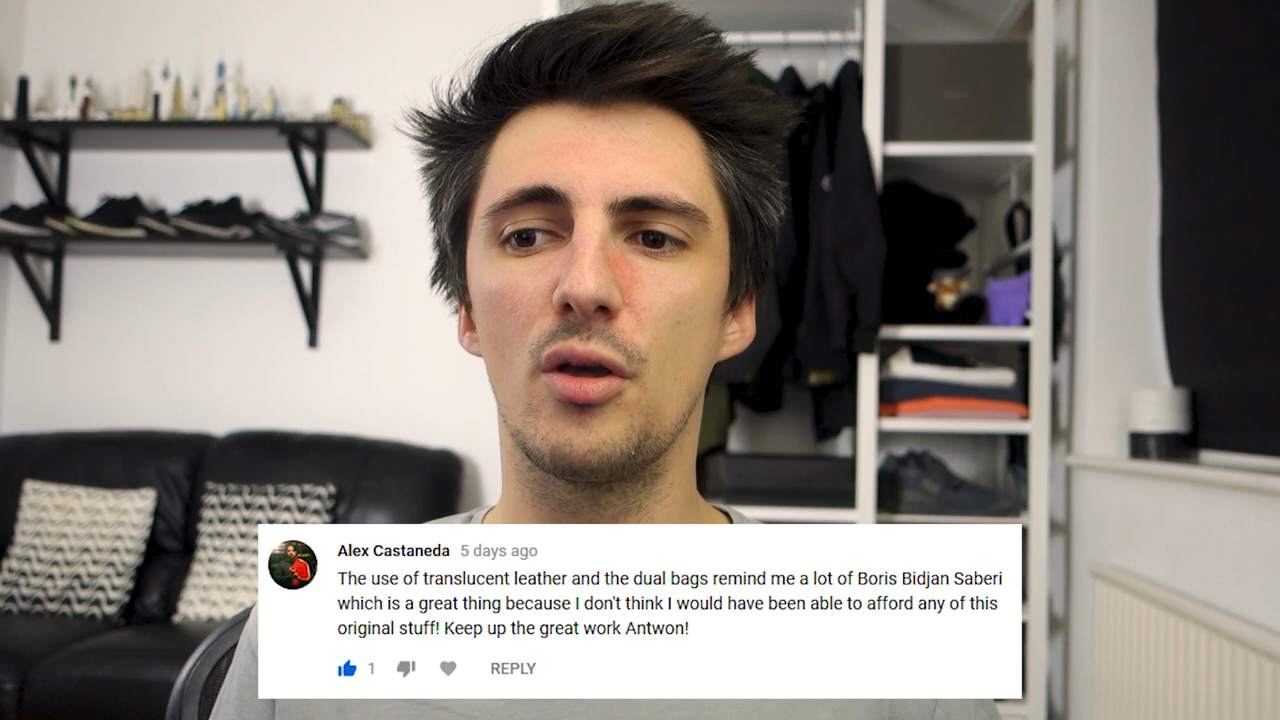 Alex Castaneda 5 days ago
The use of translucent leather and the dual bags remind me a lot of Boris Bidjan Saberi
which is a great thing because I don't think I would have been able to afford any of this
original stuff! Keep up the great work Antwon!
1 REPLY